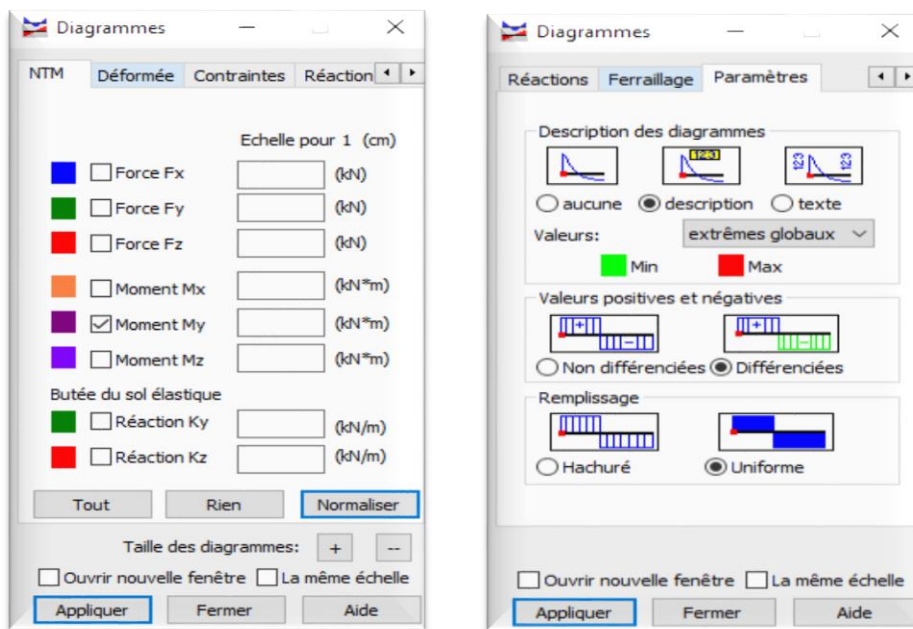 Diagrammes
NTM Déformée Contraintes Réaction
Echelle pour 1 (cm)
Force Fx (kN)
Force Fy (kN)
Force Fz (kN)
Moment Mx (kN*m)
Moment My (kN*m)
Moment Mz (kN*m)
Butée du sol élastique
Réaction Ky (kN/m)
Réaction Kz (kN/m)
Tout Rien Normaliser
Taille des diagrammes: + --
Ouvrir nouvelle fenêtre La même échelle
Appliquer Fermer Aide
Diagrammes
Réactions Ferraillage Paramètres
Description des diagrammes
123 123 123
aucune description texte
Valeurs: extrêmes globaux
Min Max
Valeurs positives et négatives
+ - + -
Non différenciées Différenciées
Remplissage
Hachuré Uniforme
Ouvrir nouvelle fenêtre La même échelle
Appliquer Fermer Aide